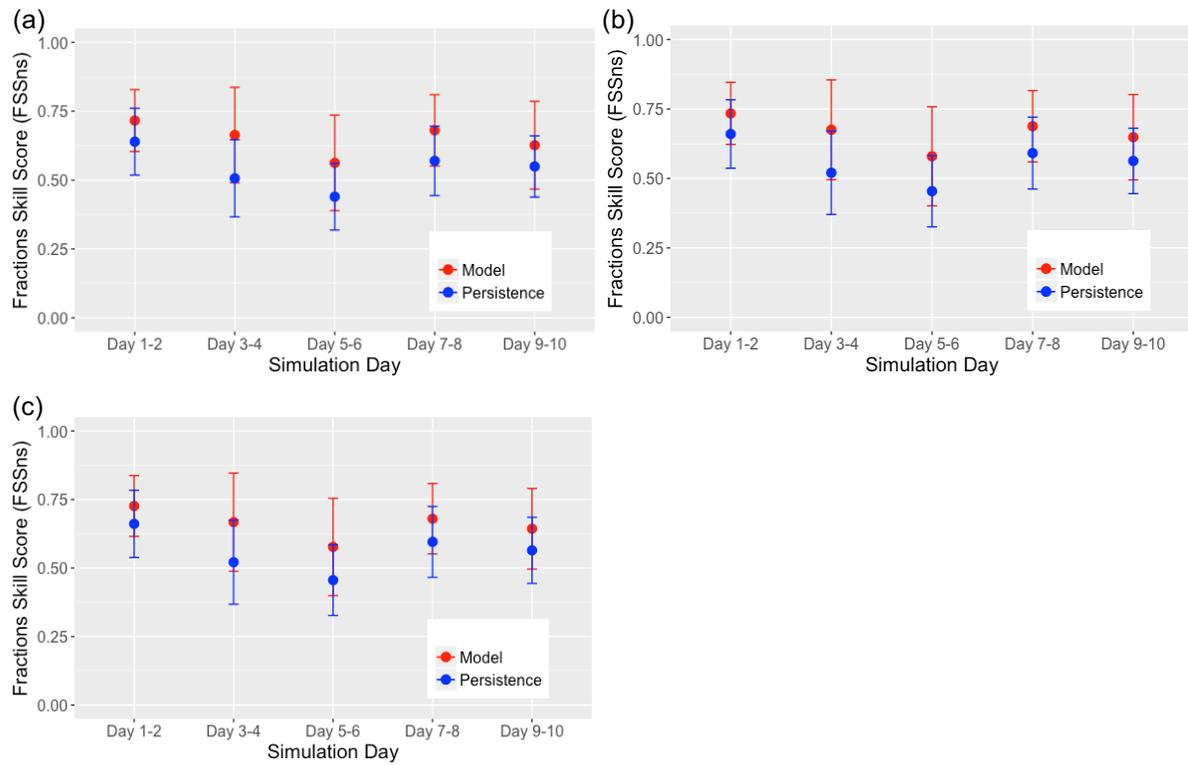 (a)
Fractions Skill Score (FSSns)
1.00
0.75
0.50
0.25
0.00
Model
Persistence
Day 1-2 Day 3-4 Day 5-6 Day 7-8 Day 9-10
Simulation Day
(b)
Fractions Skill Score (FSSns)
1.00
0.75
0.50
0.25
0.00
Model
Persistence
Day 1-2 Day 3-4 Day 5-6 Day 7-8 Day 9-10
Simulation Day
(c)
Fractions Skill Score (FSSns)
1.00
0.75
0.50
0.25
0.00
Model
Persistence
Day 1-2 Day 3-4 Day 5-6 Day 7-8 Day 9-10
Simulation Day